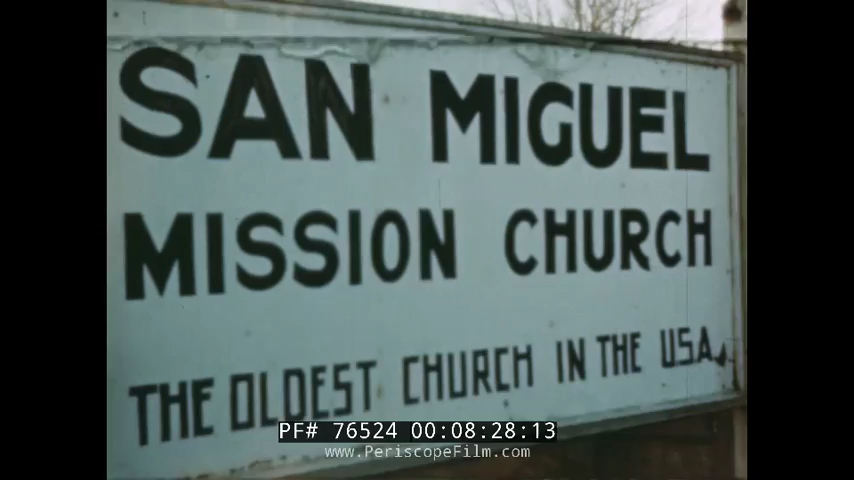 SAN MIGUEL
MISSION CHURCH
THE OLDEST CHURCH IN THE U.S.A.
PF# 76524 00:08:28:13
www.PeriscopeFilm.com